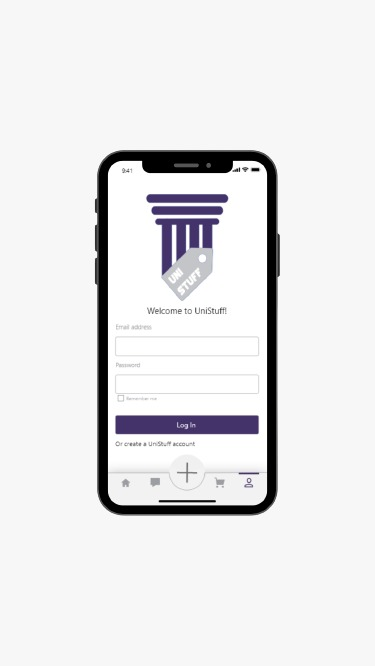 9:41
UNI
STUFF
Welcome to UniStuff!
Email address
Password
Remember me
Log In
Or create a UniStuff account